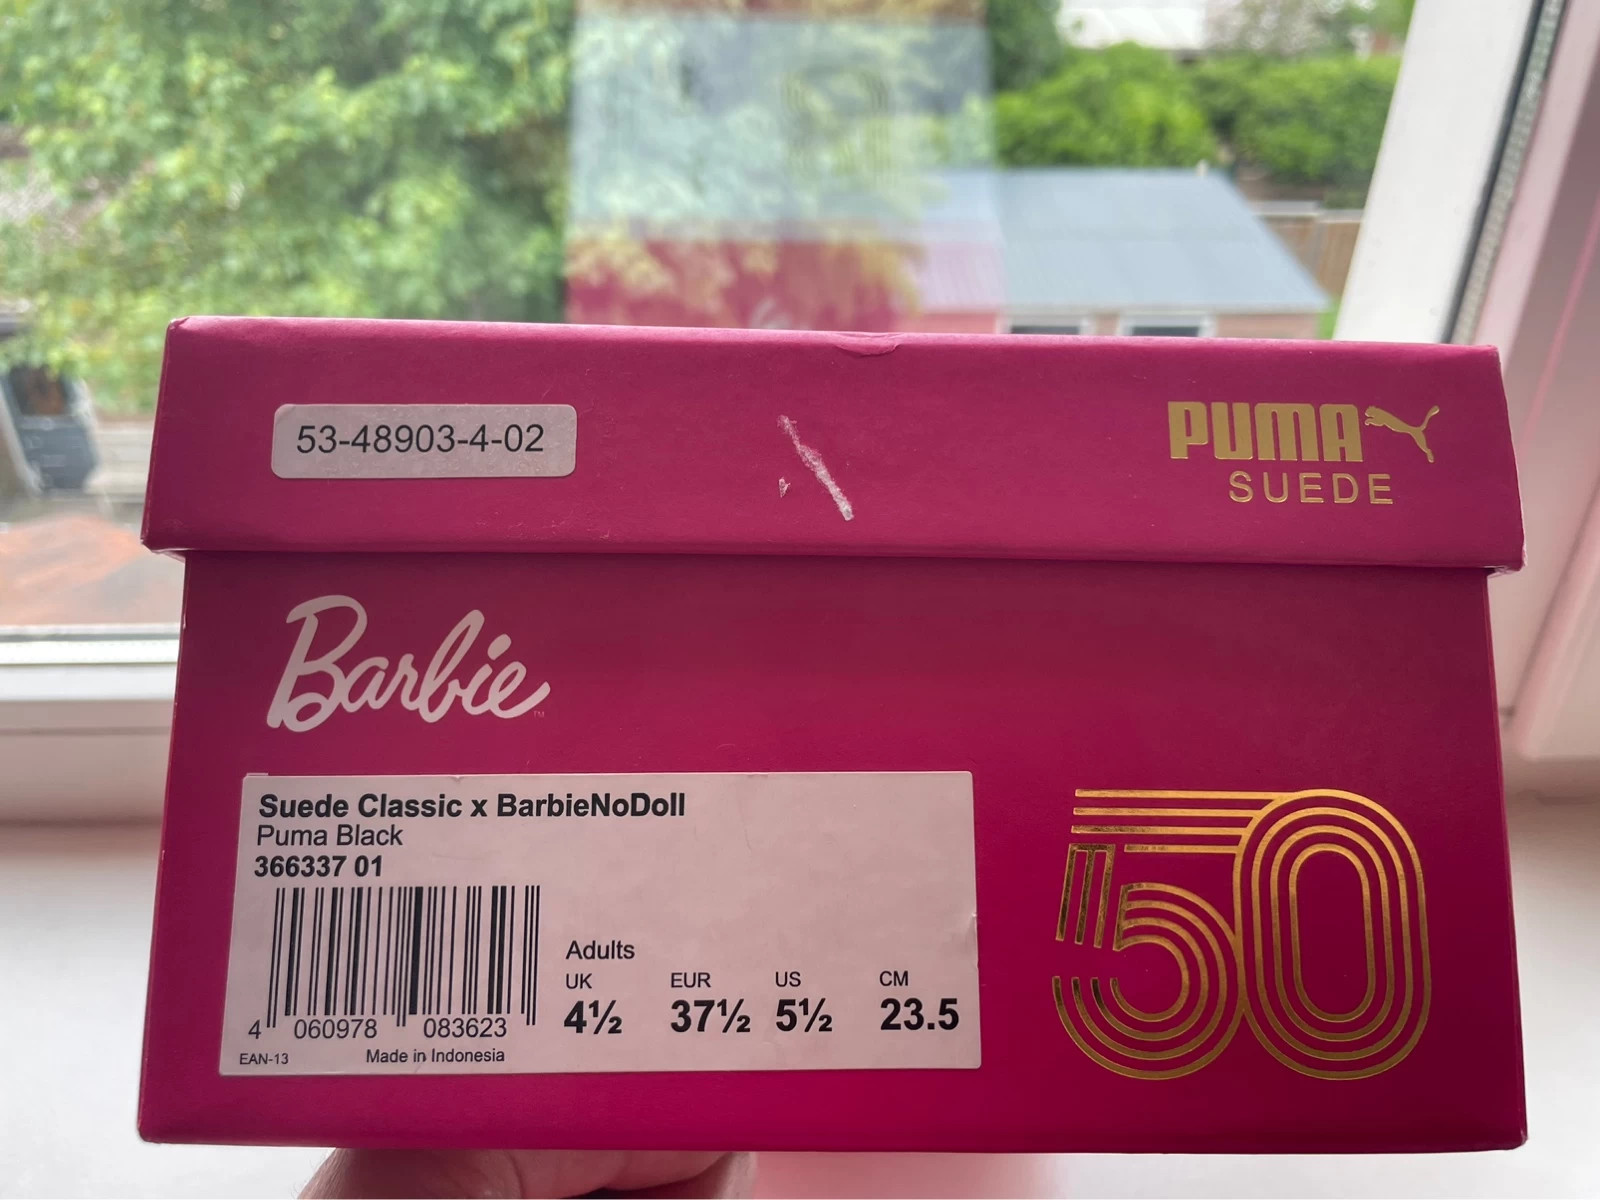 53-48903-4-02
PUMA
SUEDE
Barbie™
Suede Classic x BarbieNoDoll
Puma Black
366337 01
Adults
UK EUR US CM
4½ 37½ 5½ 23.5
4 060978 083623
EAN-13 Made in Indonesia
50